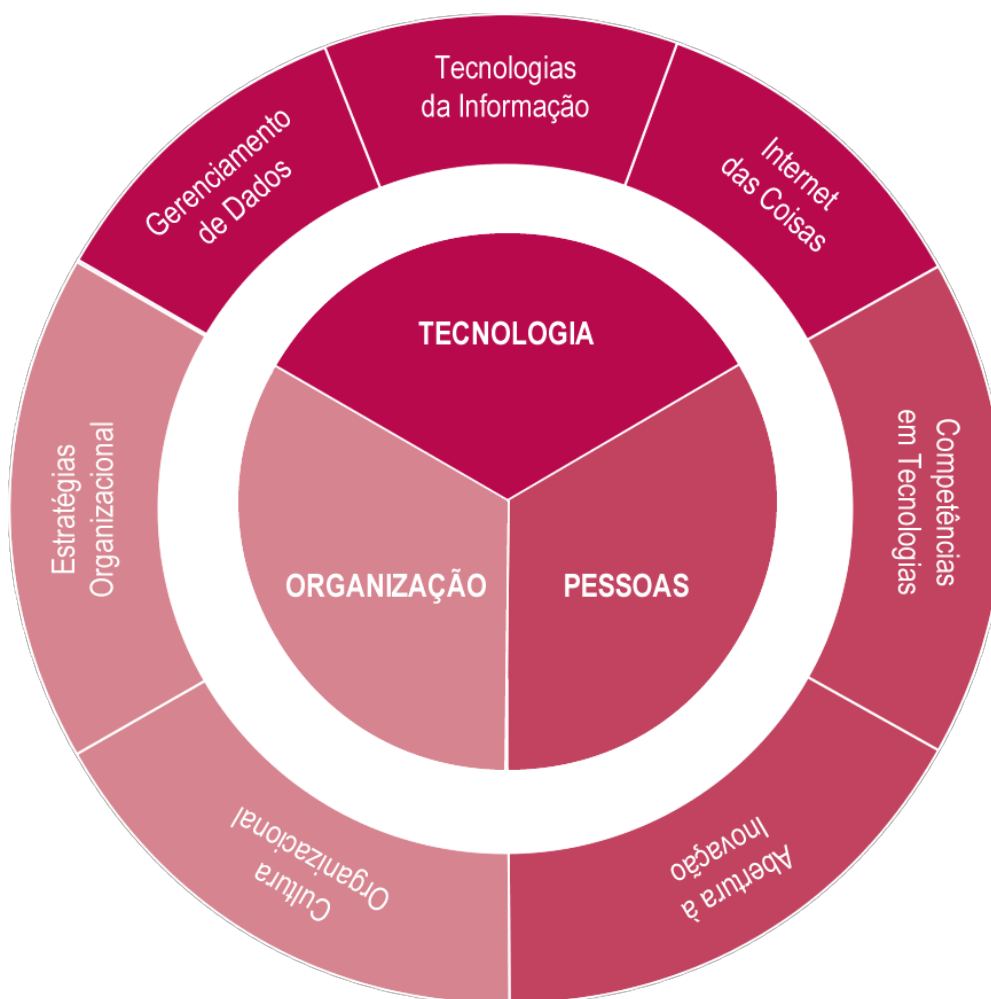 Tecnologias
da Informação
Internet
das Coisas
Competências
em Tecnologias
Abertura à
Inovação
Cultura
Organizacional
Estratégias
Organizacional
Gerenciamento
de Dados
TECNOLOGIA
ORGANIZAÇÃO
PESSOAS